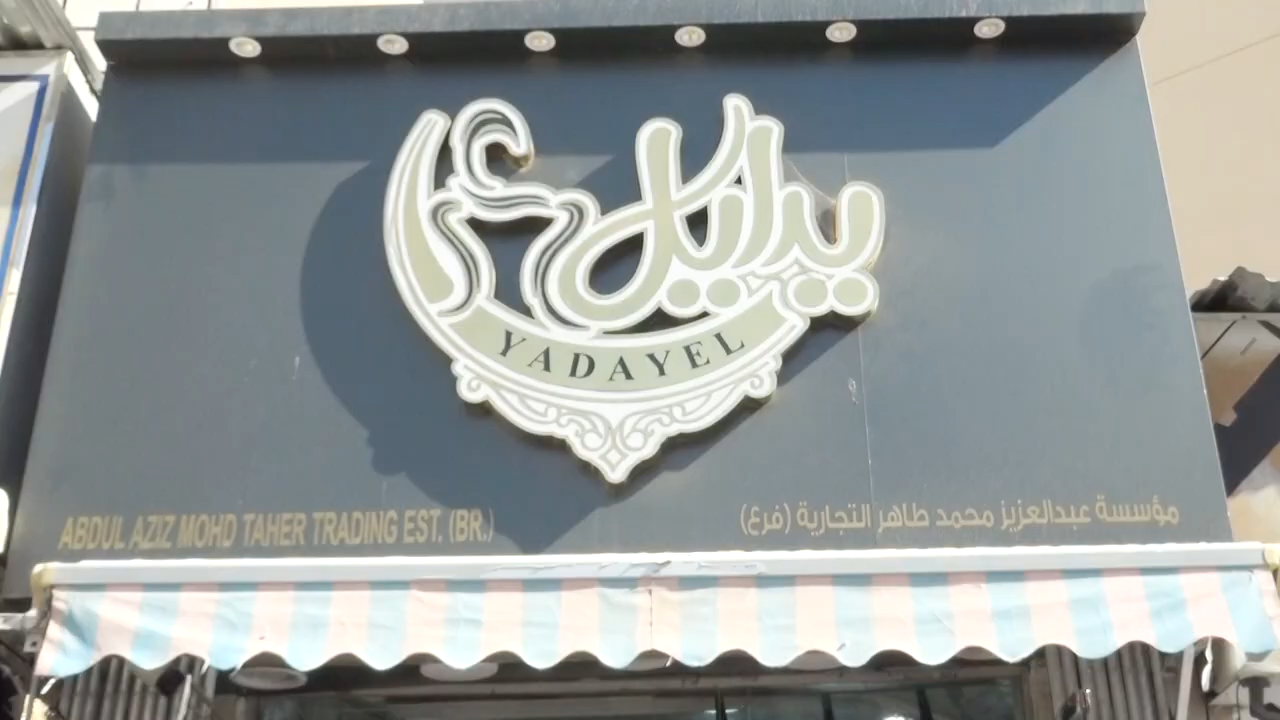 يدايل
YADAYEL
ABDUL AZIZ MOHD TAHER TRADING EST. (BR.)
مؤسسة عبدالعزيز محمد طاهر التجارية (فرع)